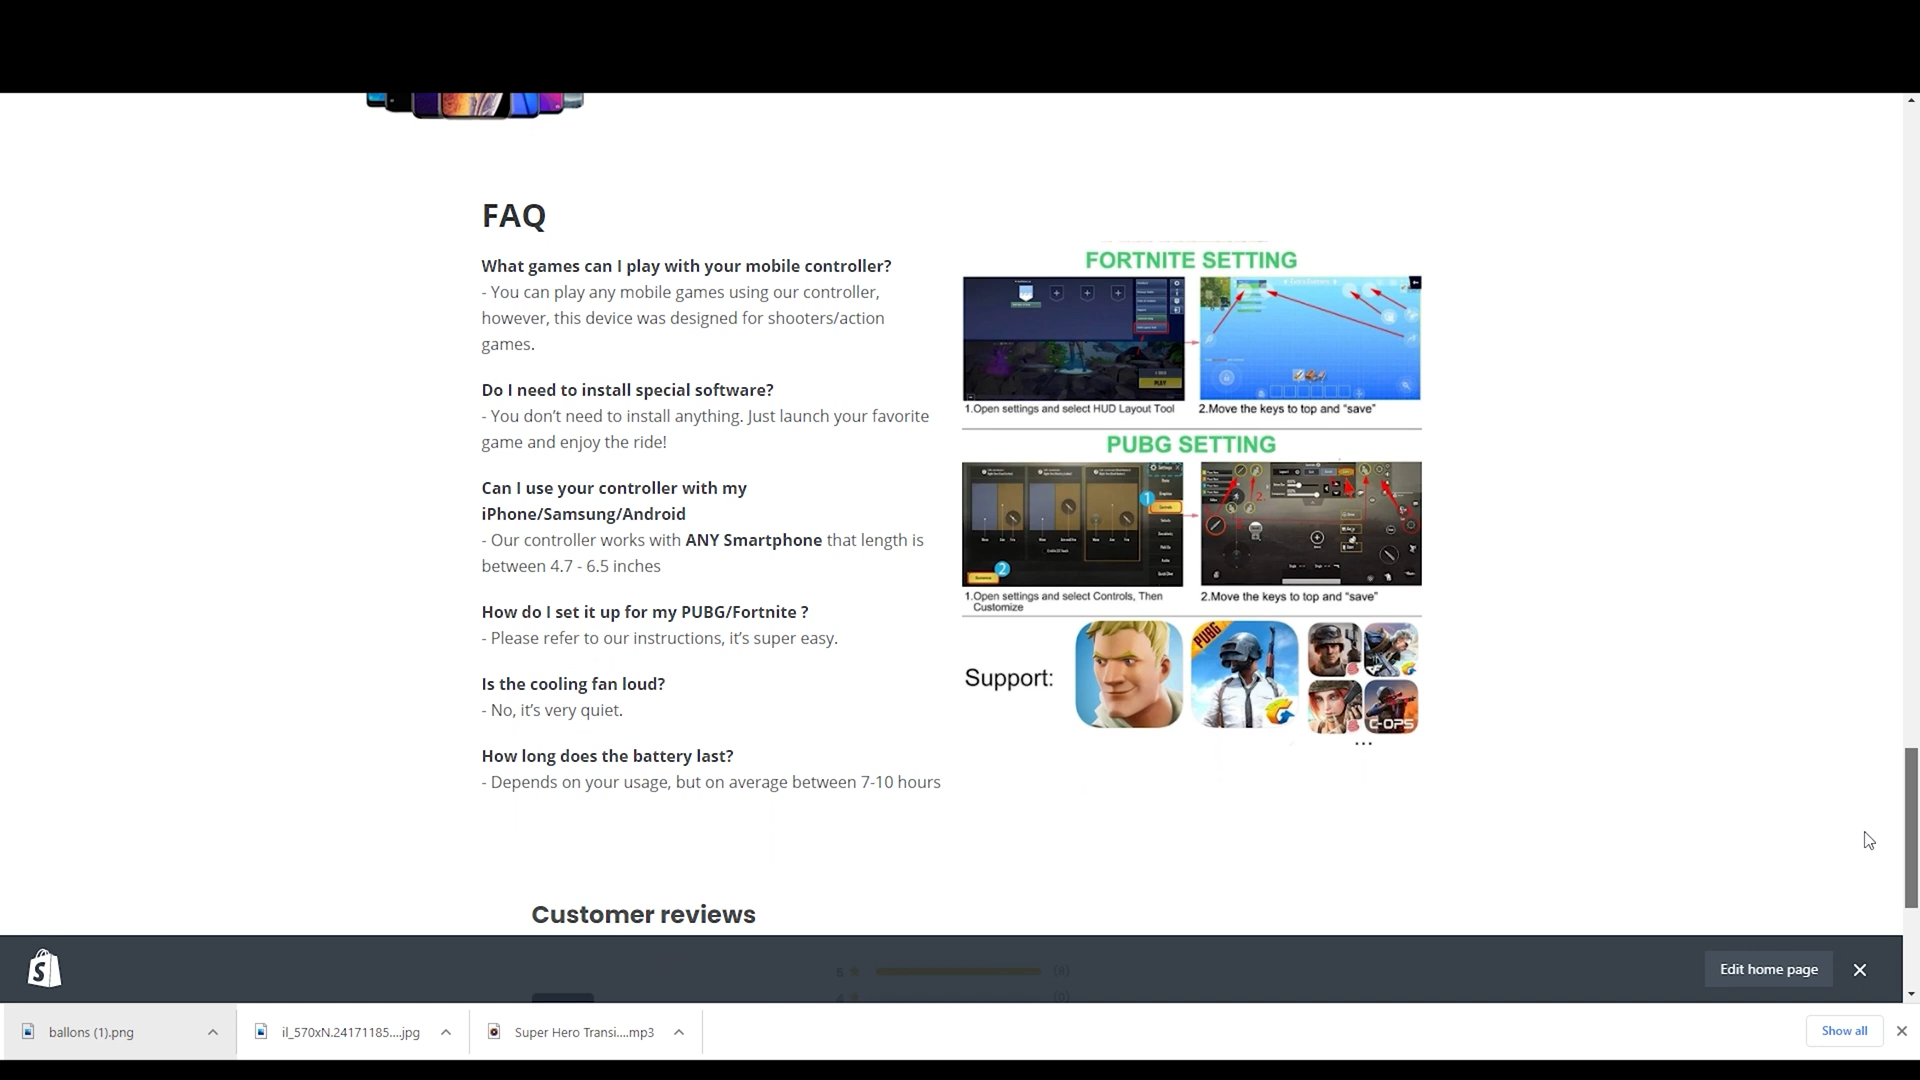 FAQ
What games can I play with your mobile controller?
- You can play any mobile games using our controller,
however, this device was designed for shooters/action
games.
Do I need to install special software?
- You don’t need to install anything. Just launch your favorite
game and enjoy the ride!
Can I use your controller with my
iPhone/Samsung/Android
- Our controller works with ANY Smartphone that length is
between 4.7 - 6.5 inches
How do I set it up for my PUBG/Fortnite ?
- Please refer to our instructions, it’s super easy.
Is the cooling fan loud?
- No, it’s very quiet.
How long does the battery last?
- Depends on your usage, but on average between 7-10 hours
FORTNITE SETTING
PLAY
1.Open settings and select HUD Layout Tool
2.Move the keys to top and “save”
PUBG SETTING
1
2
1.Open settings and select Controls, Then
Customize
2.Move the keys to top and “save”
Support:
PUBG
C-OPS
...
Customer reviews
Edit home page
ballons (1).png
il_570xN.24171185....jpg
Super Hero Transi....mp3
Show all